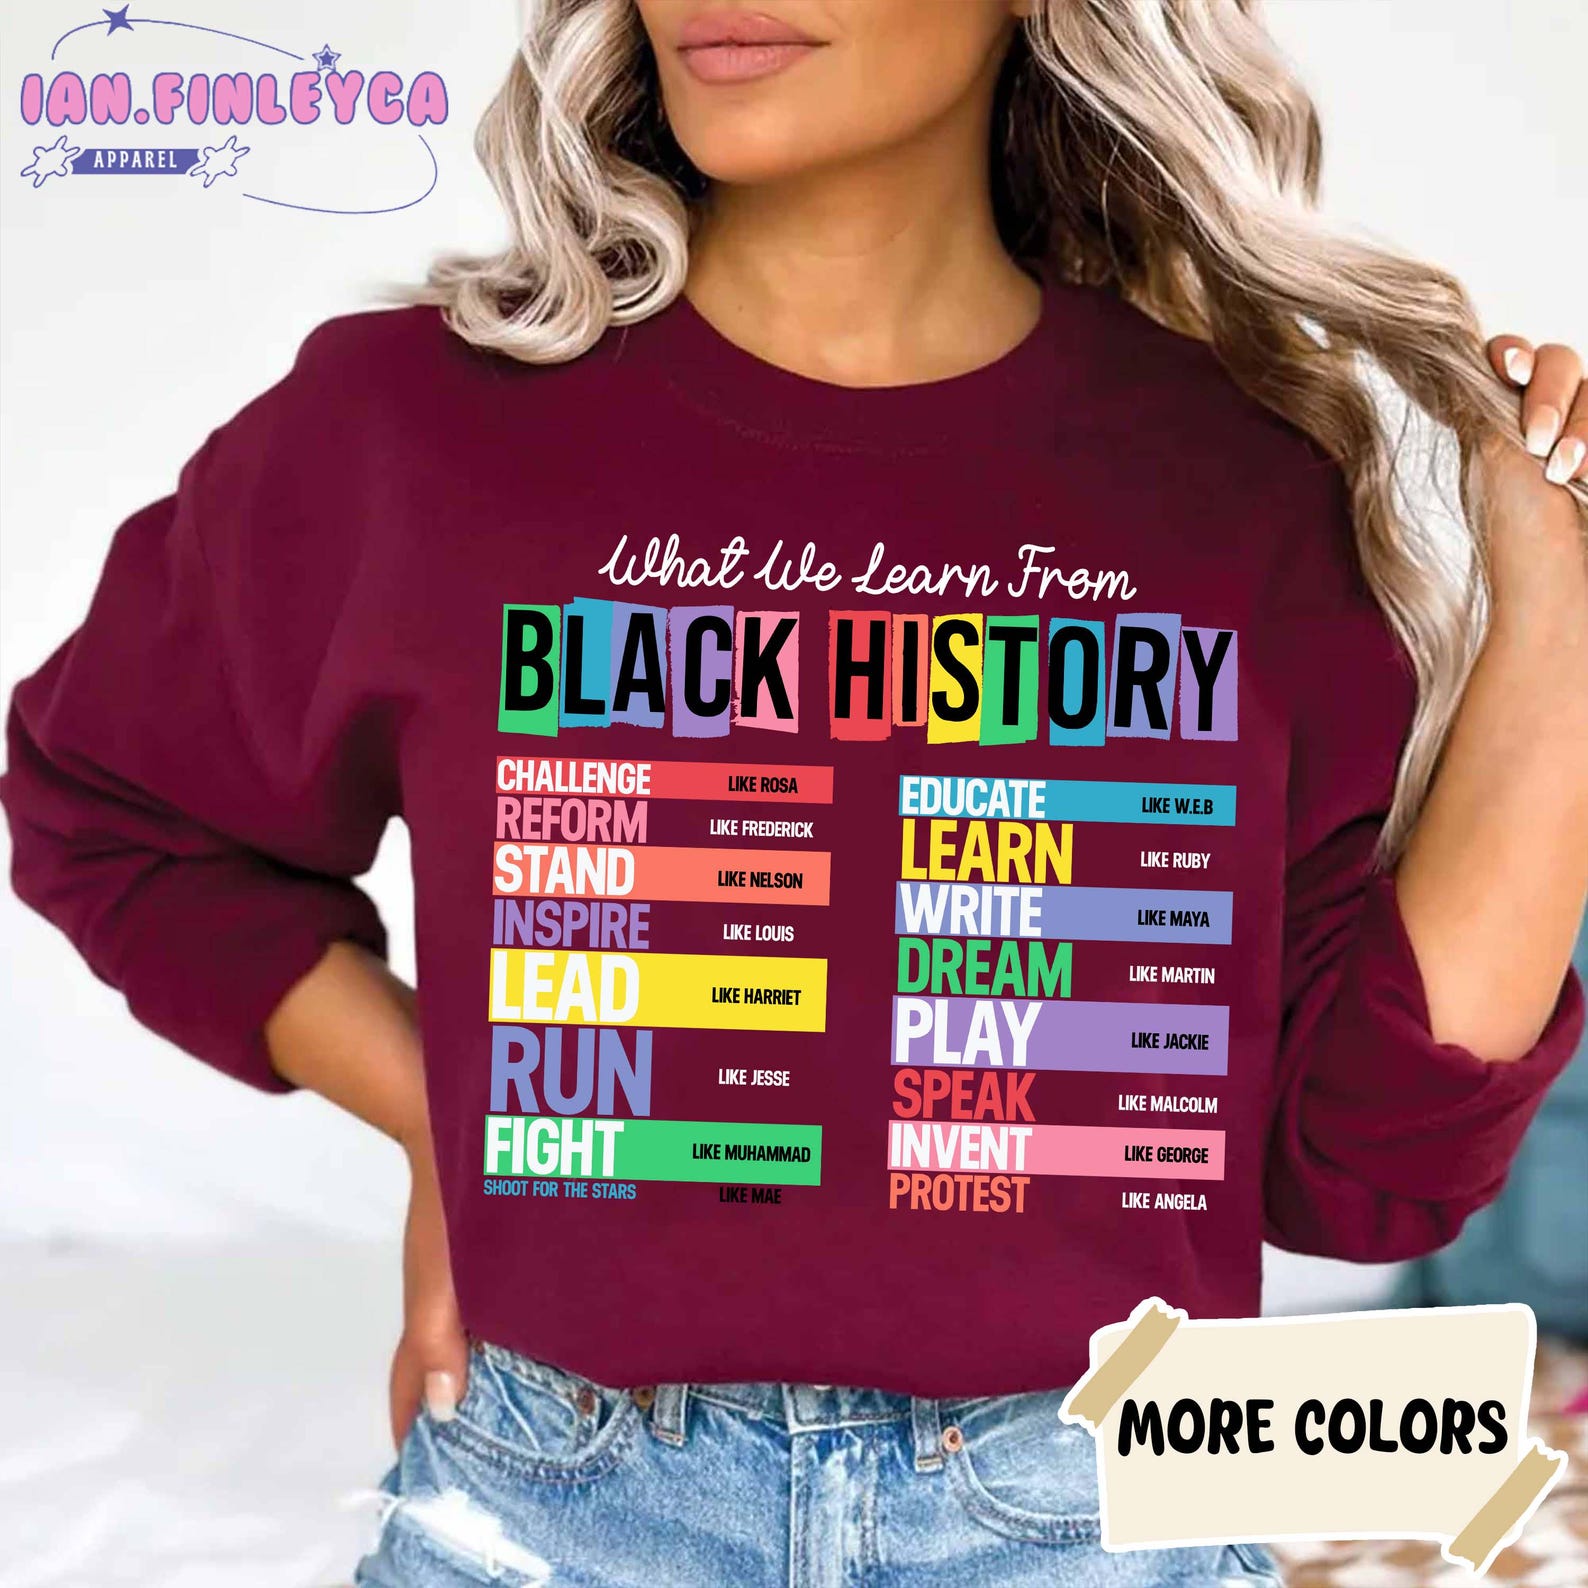 IAN.FINLEYCA
APPAREL
What We Learn From
BLACK HISTORY
CHALLENGE LIKE ROSA
REFORM LIKE FREDERICK
STAND LIKE NELSON
INSPIRE LIKE LOUIS
LEAD LIKE HARRIET
RUN LIKE JESSE
FIGHT LIKE MUHAMMAD
SHOOT FOR THE STARS LIKE MAE
EDUCATE LIKE W.E.B
LEARN LIKE RUBY
WRITE LIKE MAYA
DREAM LIKE MARTIN
PLAY LIKE JACKIE
SPEAK LIKE MALCOLM
INVENT LIKE GEORGE
PROTEST LIKE ANGELA
MORE COLORS